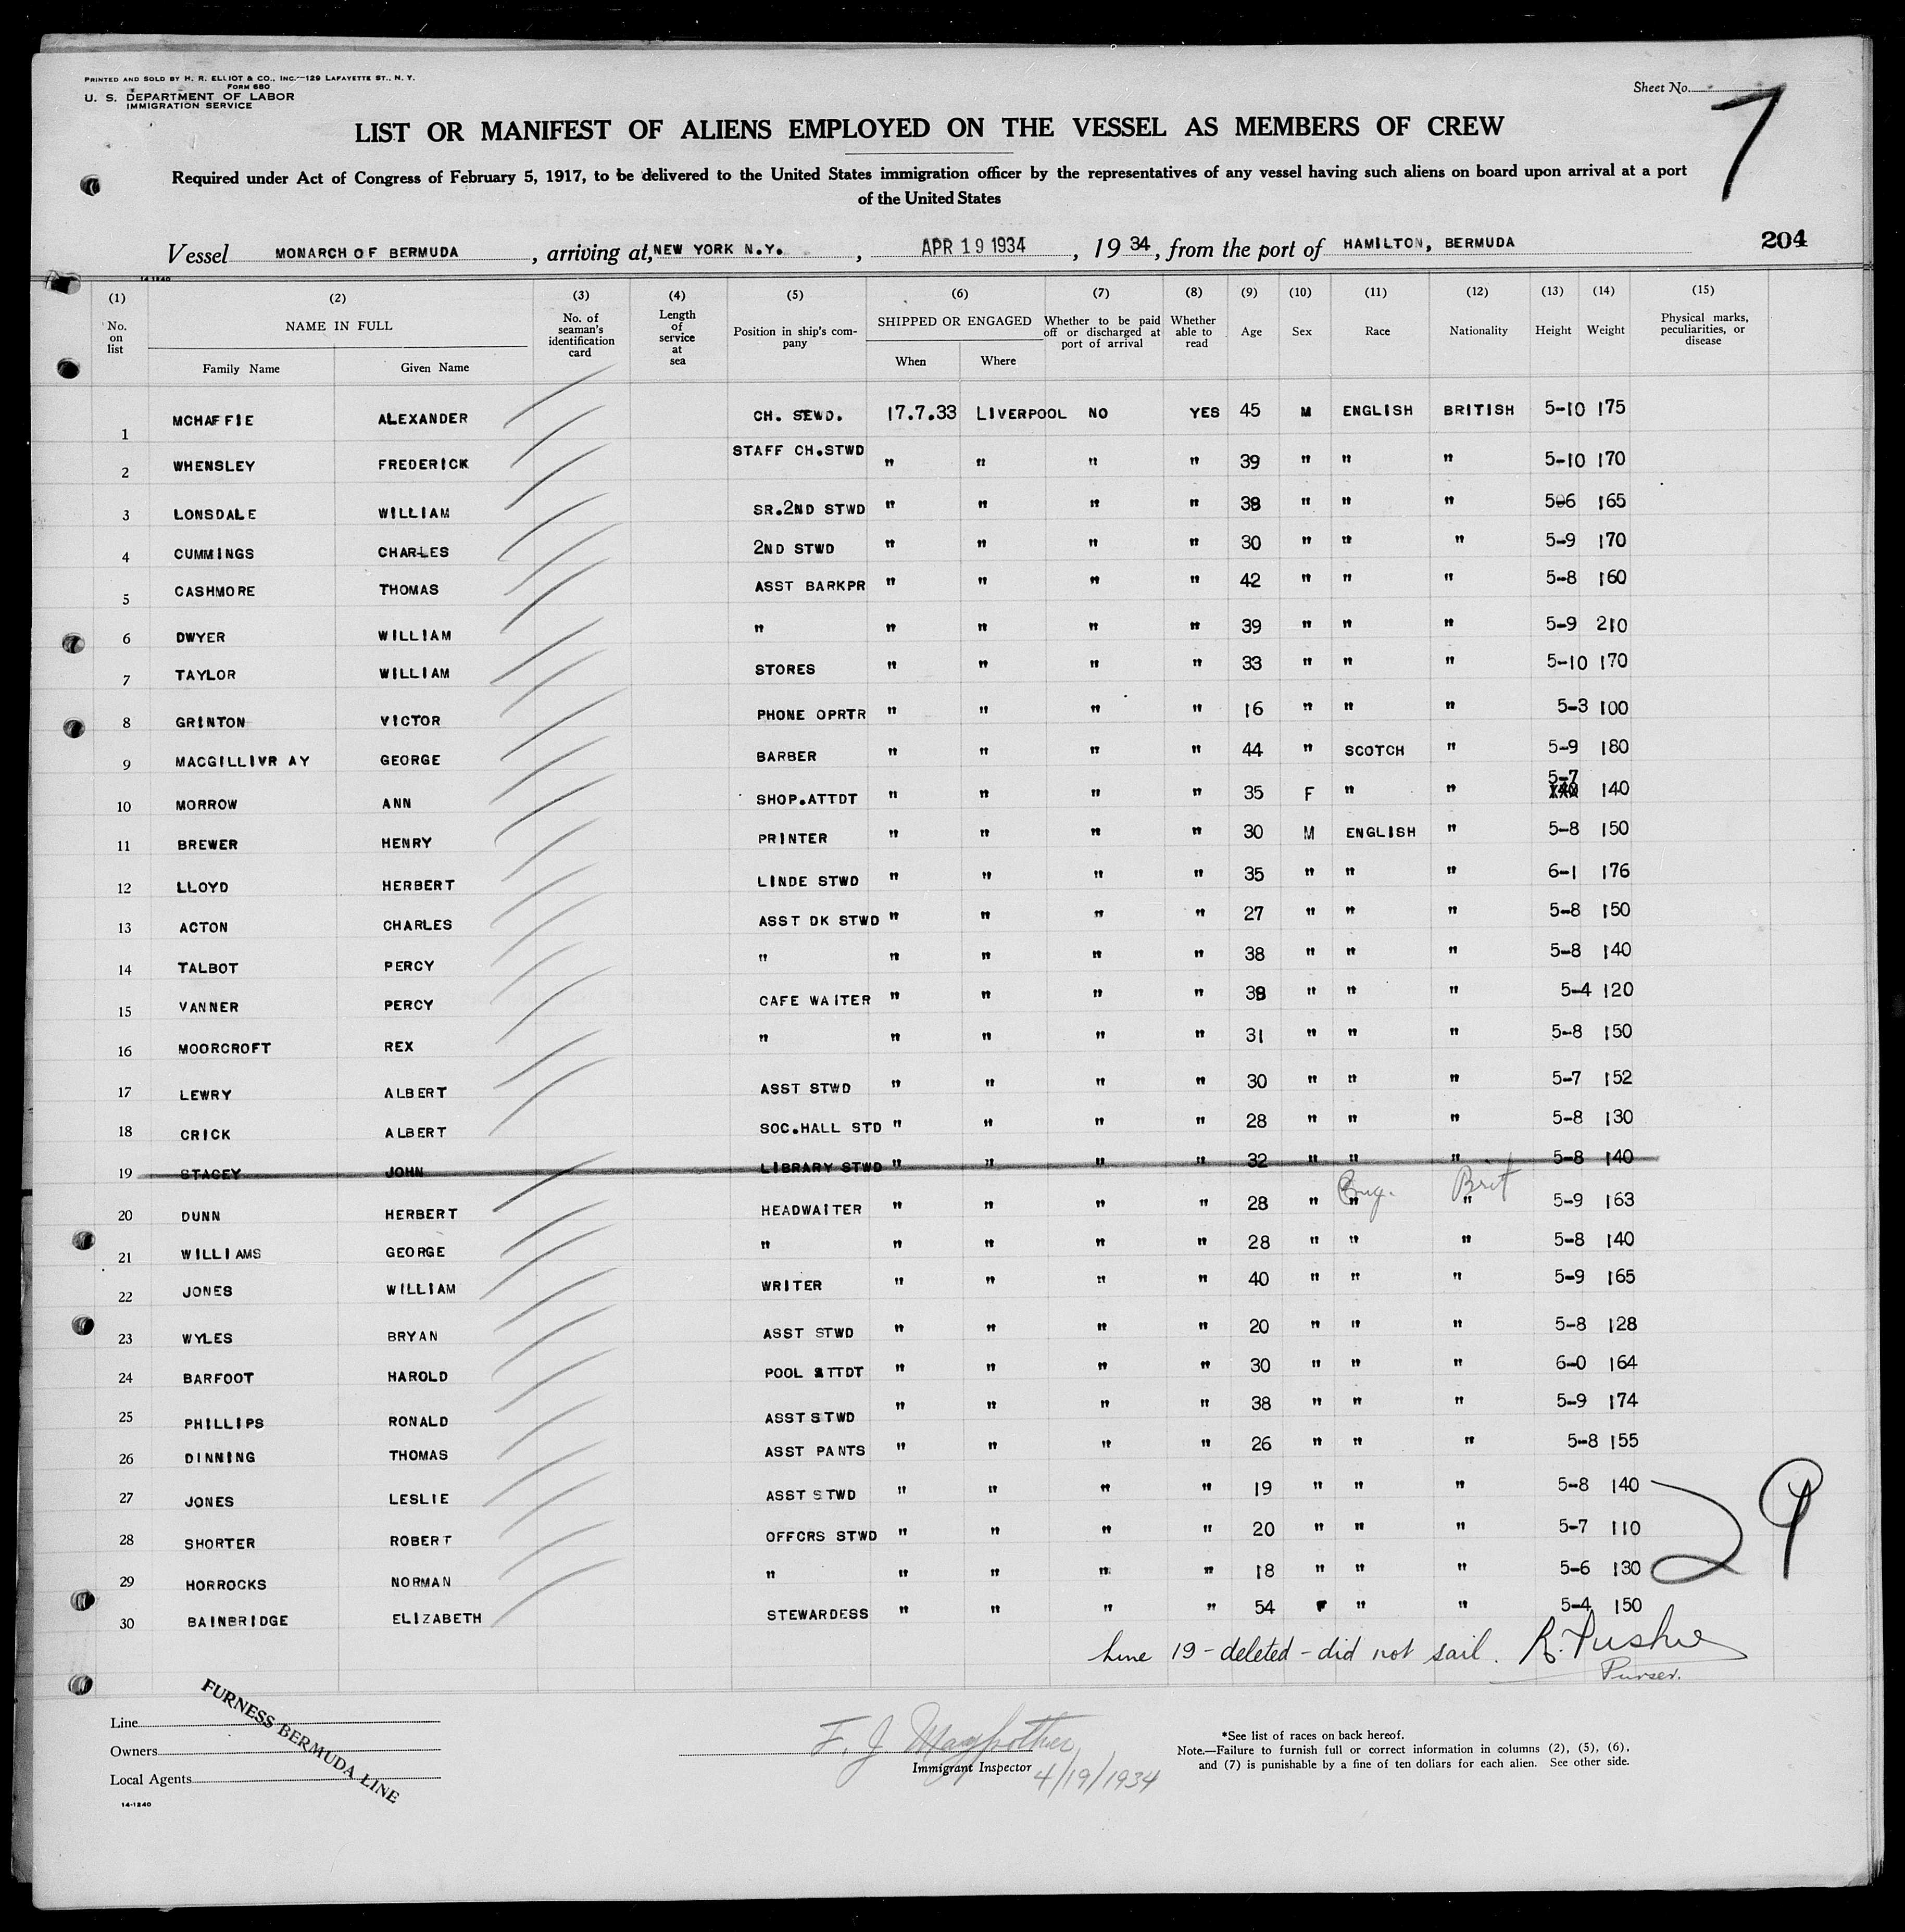 PRINTED AND SOLD BY H. R. ELLIOT & CO., INC.—129 LAFAYETTE ST., N. Y.
FORM 680
U. S. DEPARTMENT OF LABOR
IMMIGRATION SERVICE
Sheet No. 7
LIST OR MANIFEST OF ALIENS EMPLOYED ON THE VESSEL AS MEMBERS OF CREW
Required under Act of Congress of February 5, 1917, to be delivered to the United States immigration officer by the representatives of any vessel having such aliens on board upon arrival at a port
of the United States
Vessel MONARCH OF BERMUDA, arriving at, NEW YORK N.Y., APR 19 1934, 19 34, from the port of HAMILTON, BERMUDA 204
14-1240
(1) (2) (3) (4) (5) (6) (7) (8) (9) (10) (11) (12) (13) (14) (15)
No. on list NAME IN FULL No. of seaman's identification card Length of service at sea Position in ship's company SHIPPED OR ENGAGED Whether to be paid off or discharged at port of arrival Whether able to read Age Sex Race Nationality Height Weight Physical marks, peculiarities, or disease
Family Name Given Name When Where
1 MCHAFFIE ALEXANDER CH. SEWD. 17.7.33 LIVERPOOL NO YES 45 M ENGLISH BRITISH 5-10 175
2 WHENSLEY FREDERICK STAFF CH.STWD " " " " 39 " " " 5-10 170
3 LONSDALE WILLIAM SR.2ND STWD " " " " 38 " " " 5-6 165
4 CUMMINGS CHARLES 2ND STWD " " " " 30 " " " 5-9 170
5 CASHMORE THOMAS ASST BARKPR " " " " 42 " " " 5-8 160
6 DWYER WILLIAM " " " " " 39 " " " 5-9 210
7 TAYLOR WILLIAM STORES " " " " 33 " " " 5-10 170
8 GRINTON VICTOR PHONE OPRTR " " " " 16 " " " 5-3 100
9 MACGILLIVR AY GEORGE BARBER " " " " 44 " SCOTCH " 5-9 180
10 MORROW ANN SHOP.ATTDT " " " " 35 F " " 5-7 140
11 BREWER HENRY PRINTER " " " " 30 M ENGLISH " 5-8 150
12 LLOYD HERBERT LINDE STWD " " " " 35 " " " 6-1 176
13 ACTON CHARLES ASST DK STWD " " " " 27 " " " 5-8 150
14 TALBOT PERCY " " " " " 38 " " " 5-8 140
15 VANNER PERCY CAFE WAITER " " " " 38 " " " 5-4 120
16 MOORCROFT REX " " " " " 31 " " " 5-8 150
17 LEWRY ALBERT ASST STWD " " " " 30 " " " 5-7 152
18 CRICK ALBERT SOC.HALL STD " " " " 28 " " " 5-8 130
19 STACEY JOHN LIBRARY STWD " " " " 32 " " " 5-8 140
Eng. Brit
20 DUNN HERBERT HEADWAITER " " " " 28 " " " 5-9 163
21 WILLIAMS GEORGE " " " " " 28 " " " 5-8 140
22 JONES WILLIAM WRITER " " " " 40 " " " 5-9 165
23 WYLES BRYAN ASST STWD " " " " 20 " " " 5-8 128
24 BARFOOT HAROLD POOL ATTDT " " " " 30 " " " 6-0 164
25 PHILLIPS RONALD ASST STWD " " " " 38 " " " 5-9 174
26 DINNING THOMAS ASST PANTS " " " " 26 " " " 5-8 155
27 JONES LESLIE ASST STWD " " " " 19 " " " 5-8 140
28 SHORTER ROBERT OFFCRS STWD " " " " 20 " " " 5-7 110
29 HORROCKS NORMAN " " " " " 18 " " " 5-6 130
30 BAINBRIDGE ELIZABETH STEWARDESS " " " " 54 F " " 5-4 150
29
Line 19 - deleted - did not sail.
Purser.
Line
Owners
Local Agents
FURNESS BERMUDA LINE
14-1240
F. J. Maypother
Immigrant Inspector
4/19/1934
*See list of races on back hereof.
Note.—Failure to furnish full or correct information in columns (2), (5), (6),
and (7) is punishable by a fine of ten dollars for each alien. See other side.